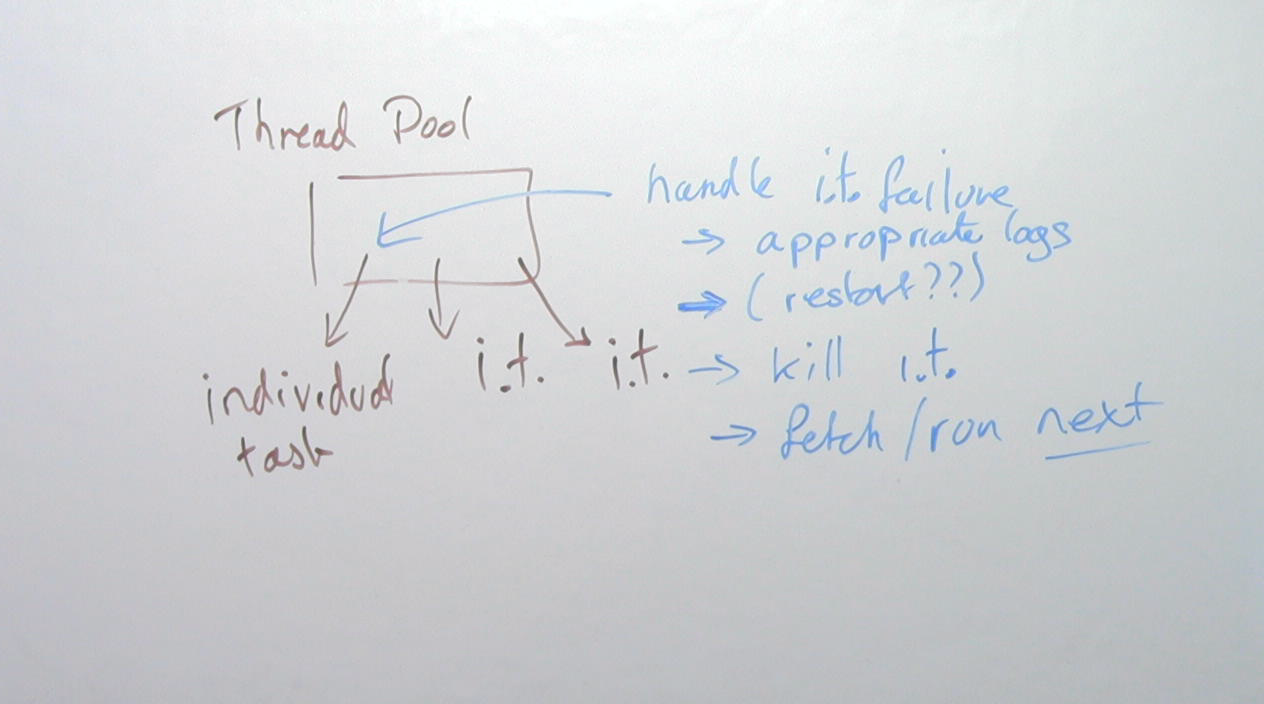 Thread Pool
handle i.t. failure
→ appropriate logs
→ (restart??)
individual
task
i.t.
i.t.
→ kill i.t.
→ fetch/run next